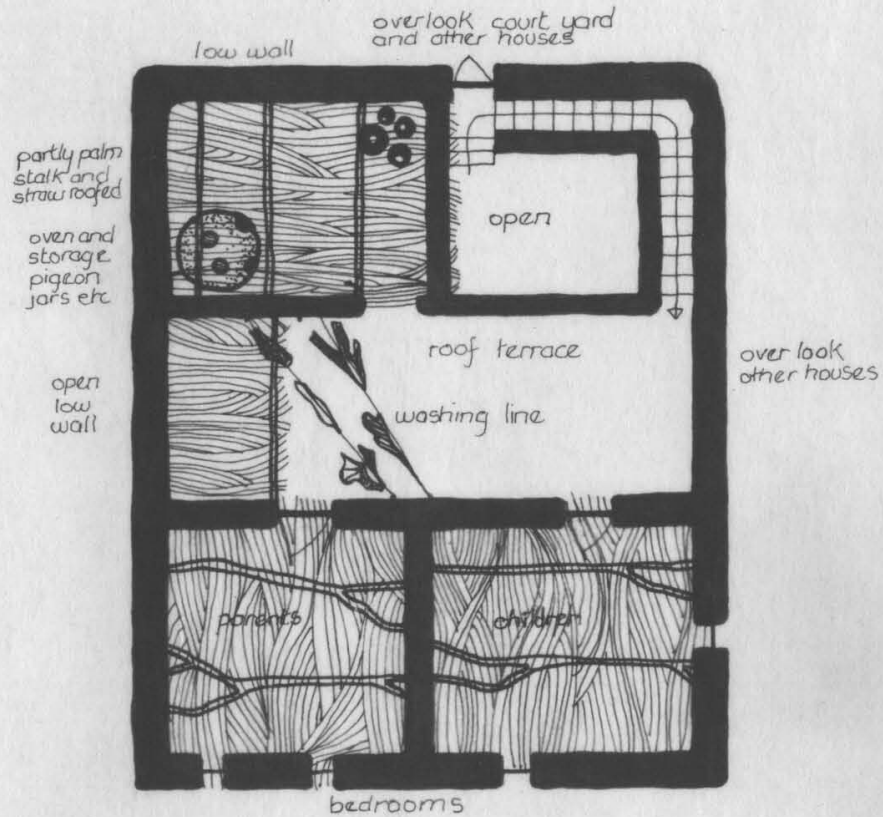 overlook court yard
and other houses
low wall
partly palm
stalk and
straw roofed
oven and
storage
pigeon
jars etc
open
roof terrace
over look
other houses
open
low
wall
washing line
parents
children
bedrooms